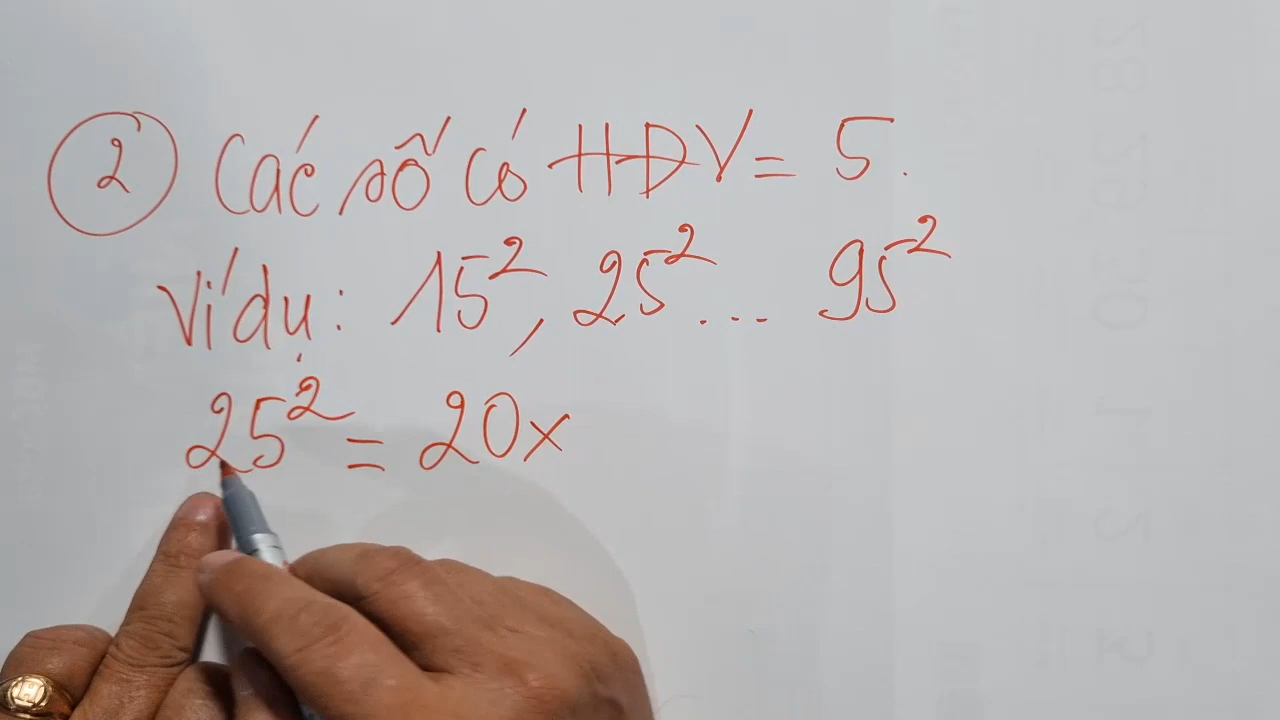 2 Các số có HĐV = 5.
Ví dụ: 15², 25² ... 95²
25² = 20x